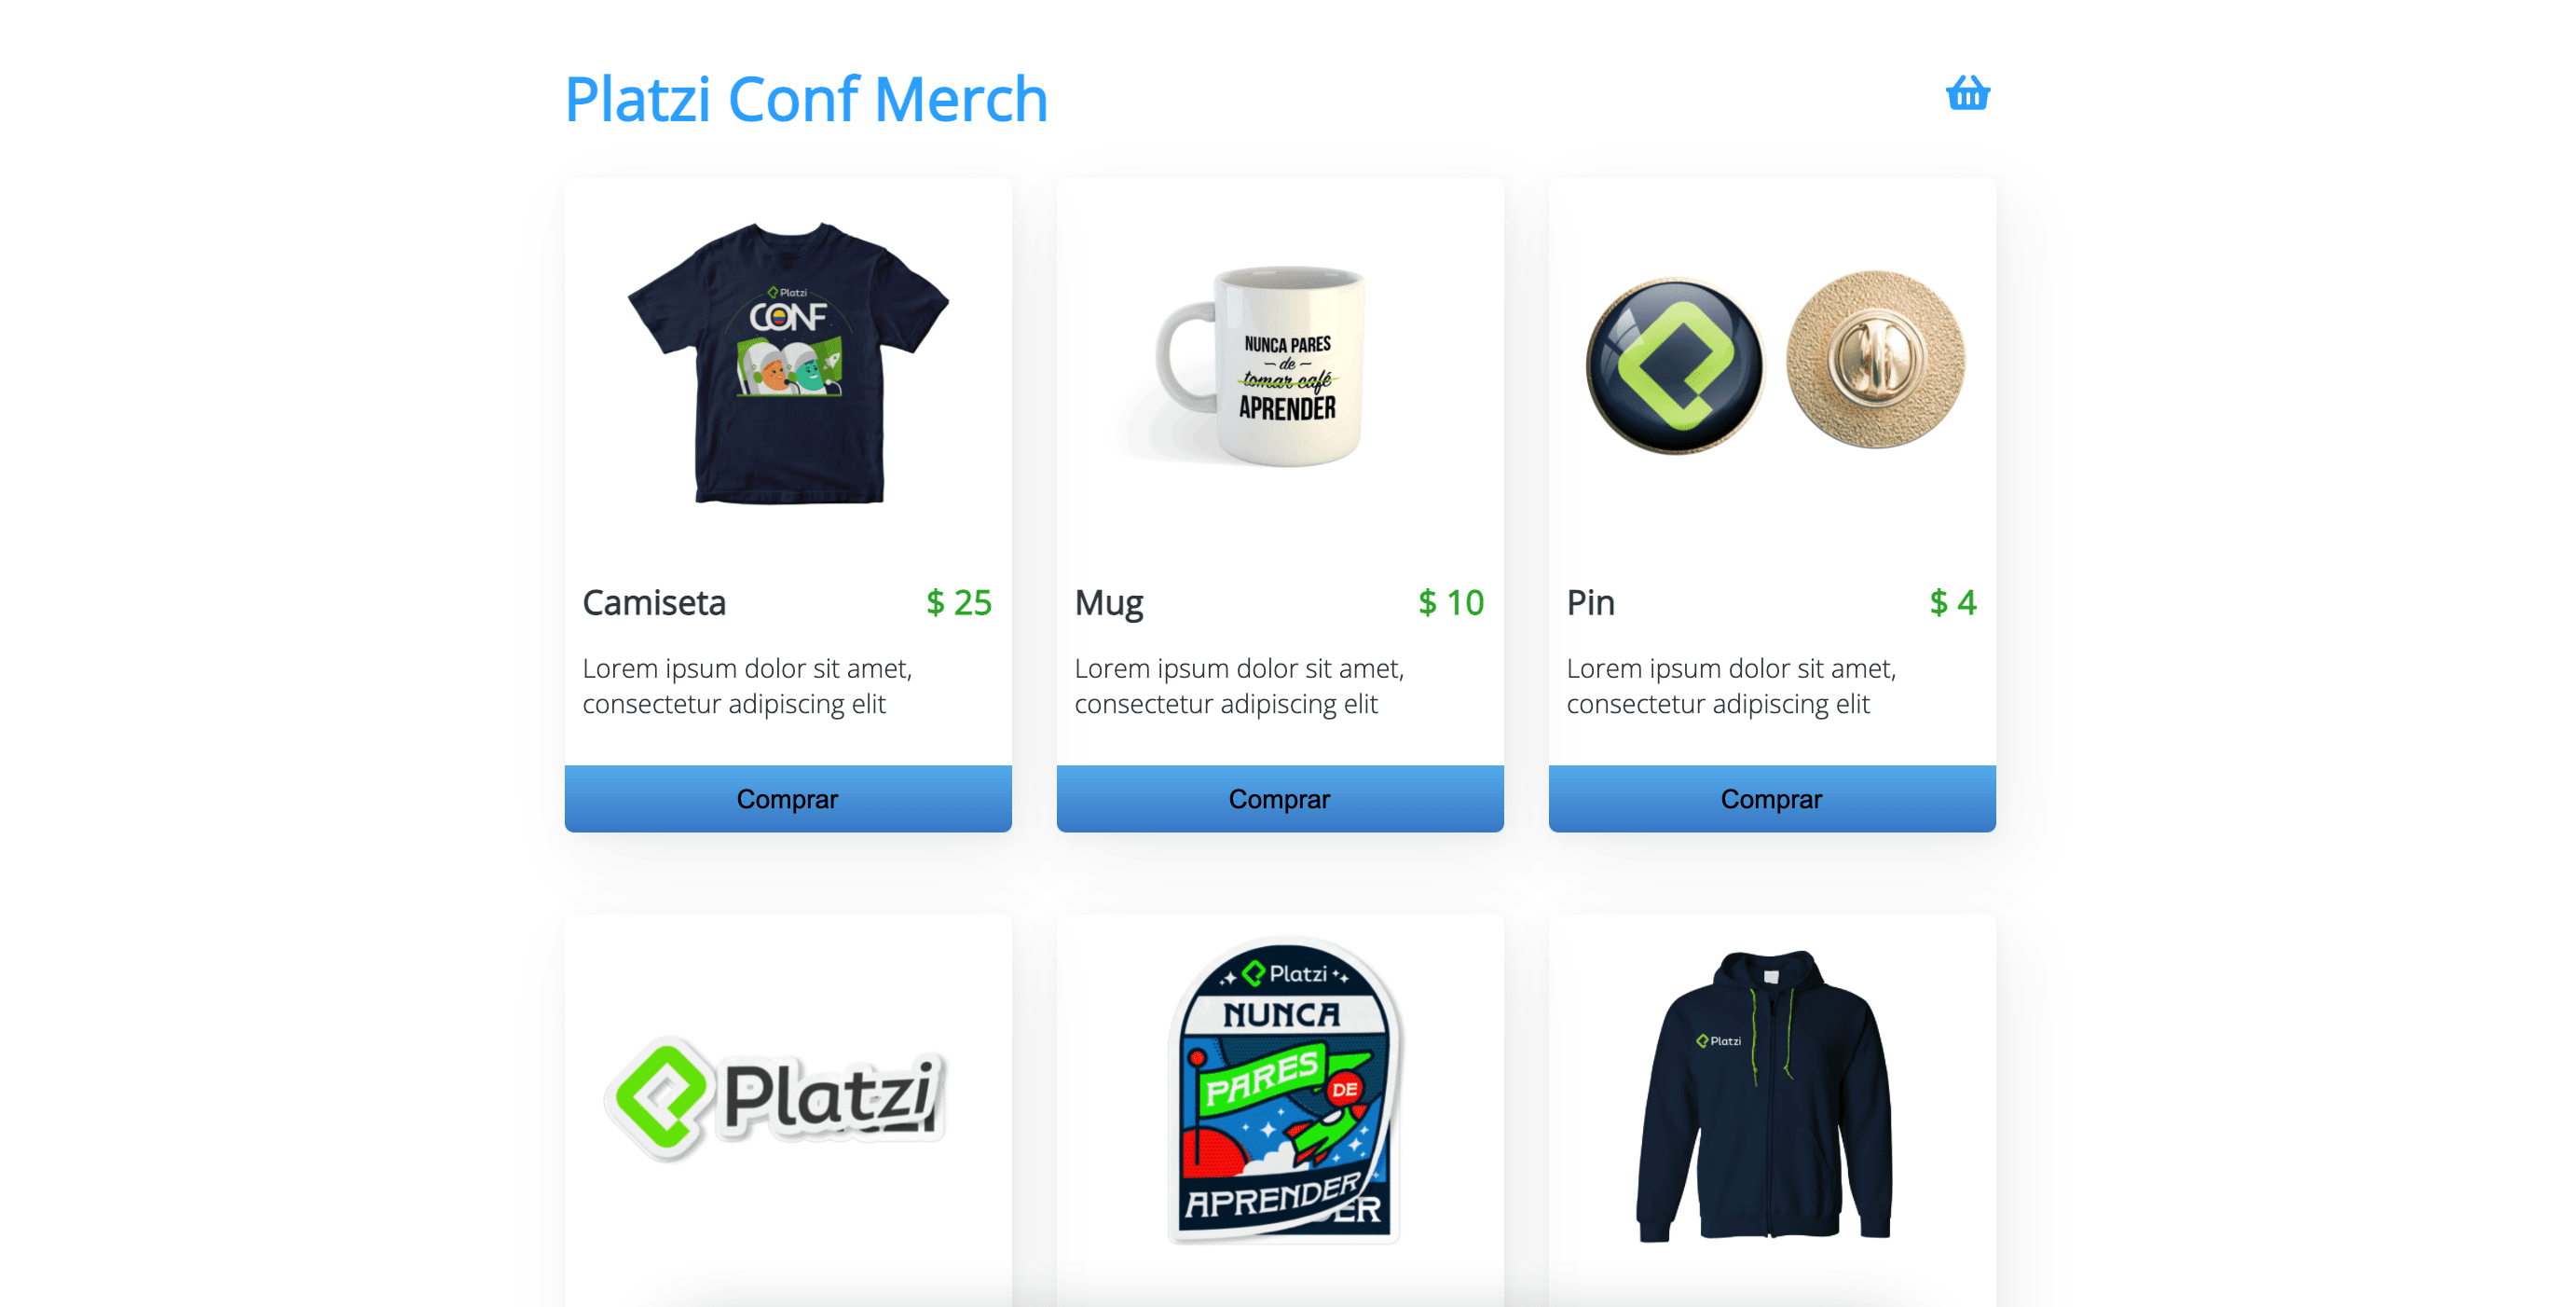 Platzi Conf Merch
Platzi
CONF
NUNCA PARES
de
tomar café
APRENDER
Camiseta
$ 25
Mug
$ 10
Pin
$ 4
Lorem ipsum dolor sit amet,
consectetur adipiscing elit
Lorem ipsum dolor sit amet,
consectetur adipiscing elit
Lorem ipsum dolor sit amet,
consectetur adipiscing elit
Comprar
Comprar
Comprar
Platzi
Platzi
NUNCA
PARES
DE
APRENDER
ER
Platzi